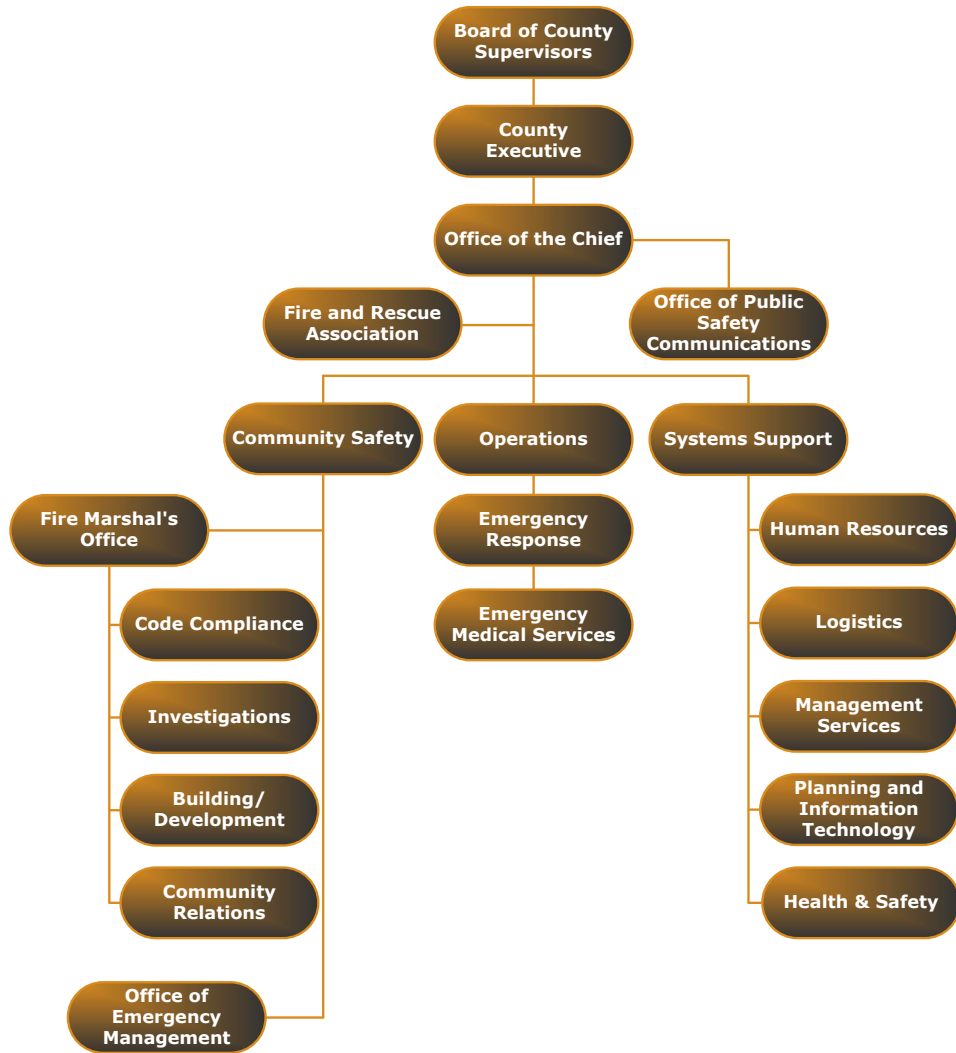 Board of County
Supervisors
County
Executive
Office of the Chief
Fire and Rescue
Association
Office of Public
Safety
Communications
Community Safety
Operations
Systems Support
Fire Marshal's
Office
Emergency
Response
Human Resources
Code Compliance
Emergency
Medical Services
Logistics
Investigations
Management
Services
Building/
Development
Planning and
Information
Technology
Community
Relations
Health & Safety
Office of
Emergency
Management